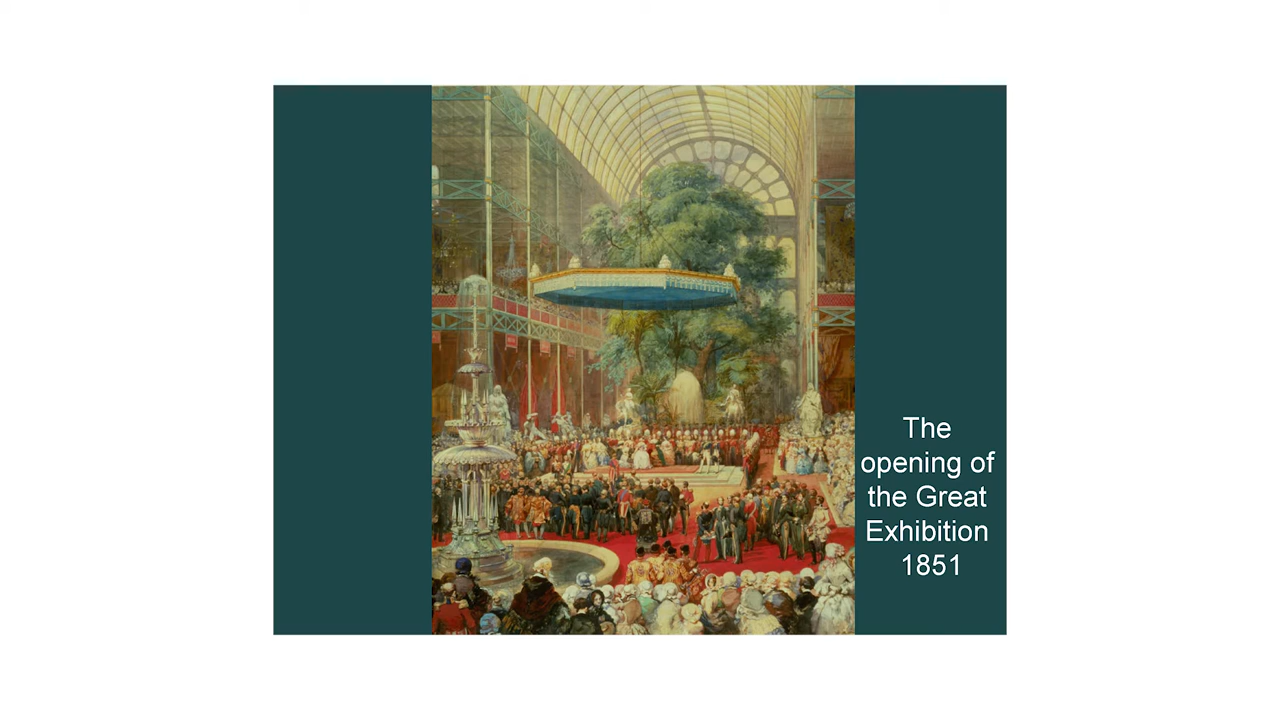 The
opening of
the Great
Exhibition
1851